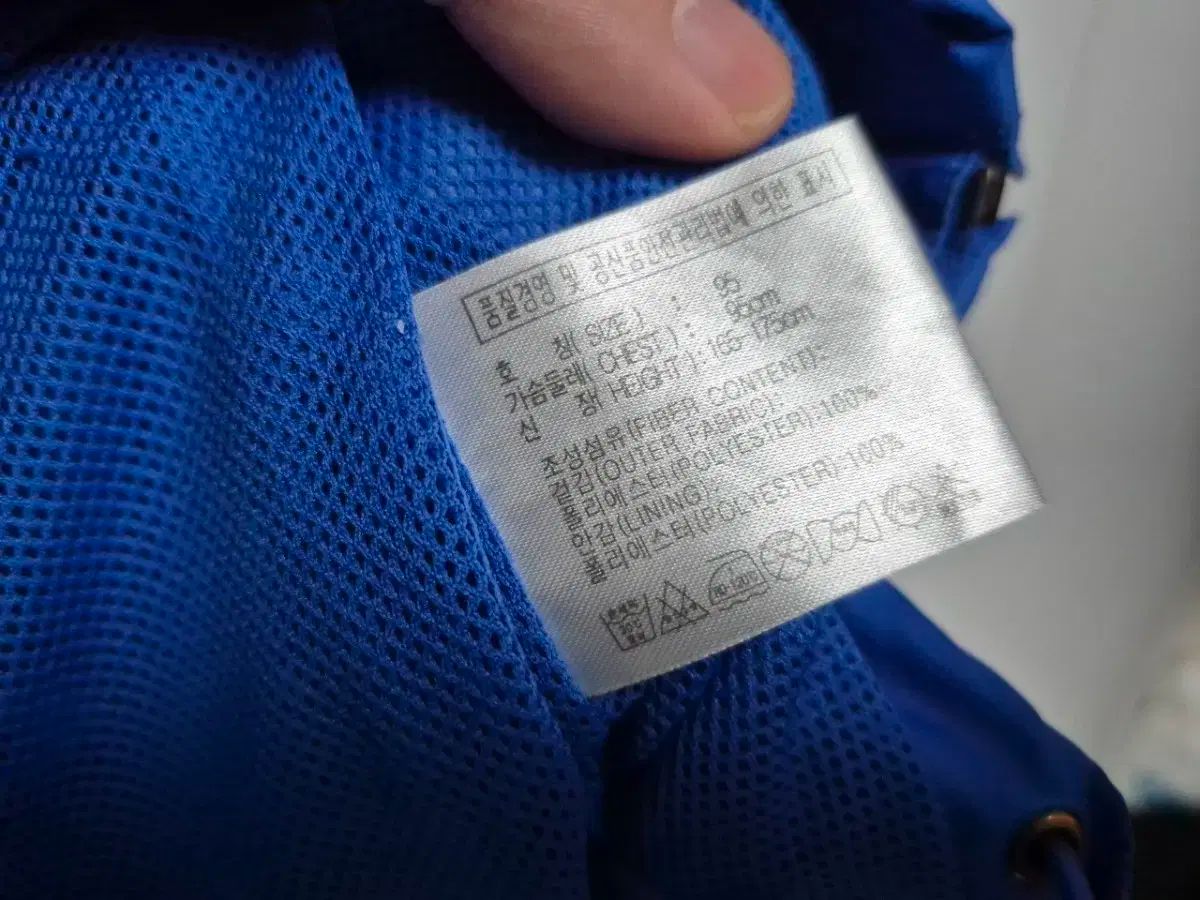 품질경영 및 공산품안전관리법에 의한 표시
호 칭( SIZE ) : 95
가슴둘레( CHEST ) : 95cm
신 장( HEIGHT ) : 165-175cm
조성섬유(FIBER CONTENT):
겉감(OUTER FABRIC):
폴리에스터(POLYESTER):100%
안감(LINING):
폴리에스터(POLYESTER):100%